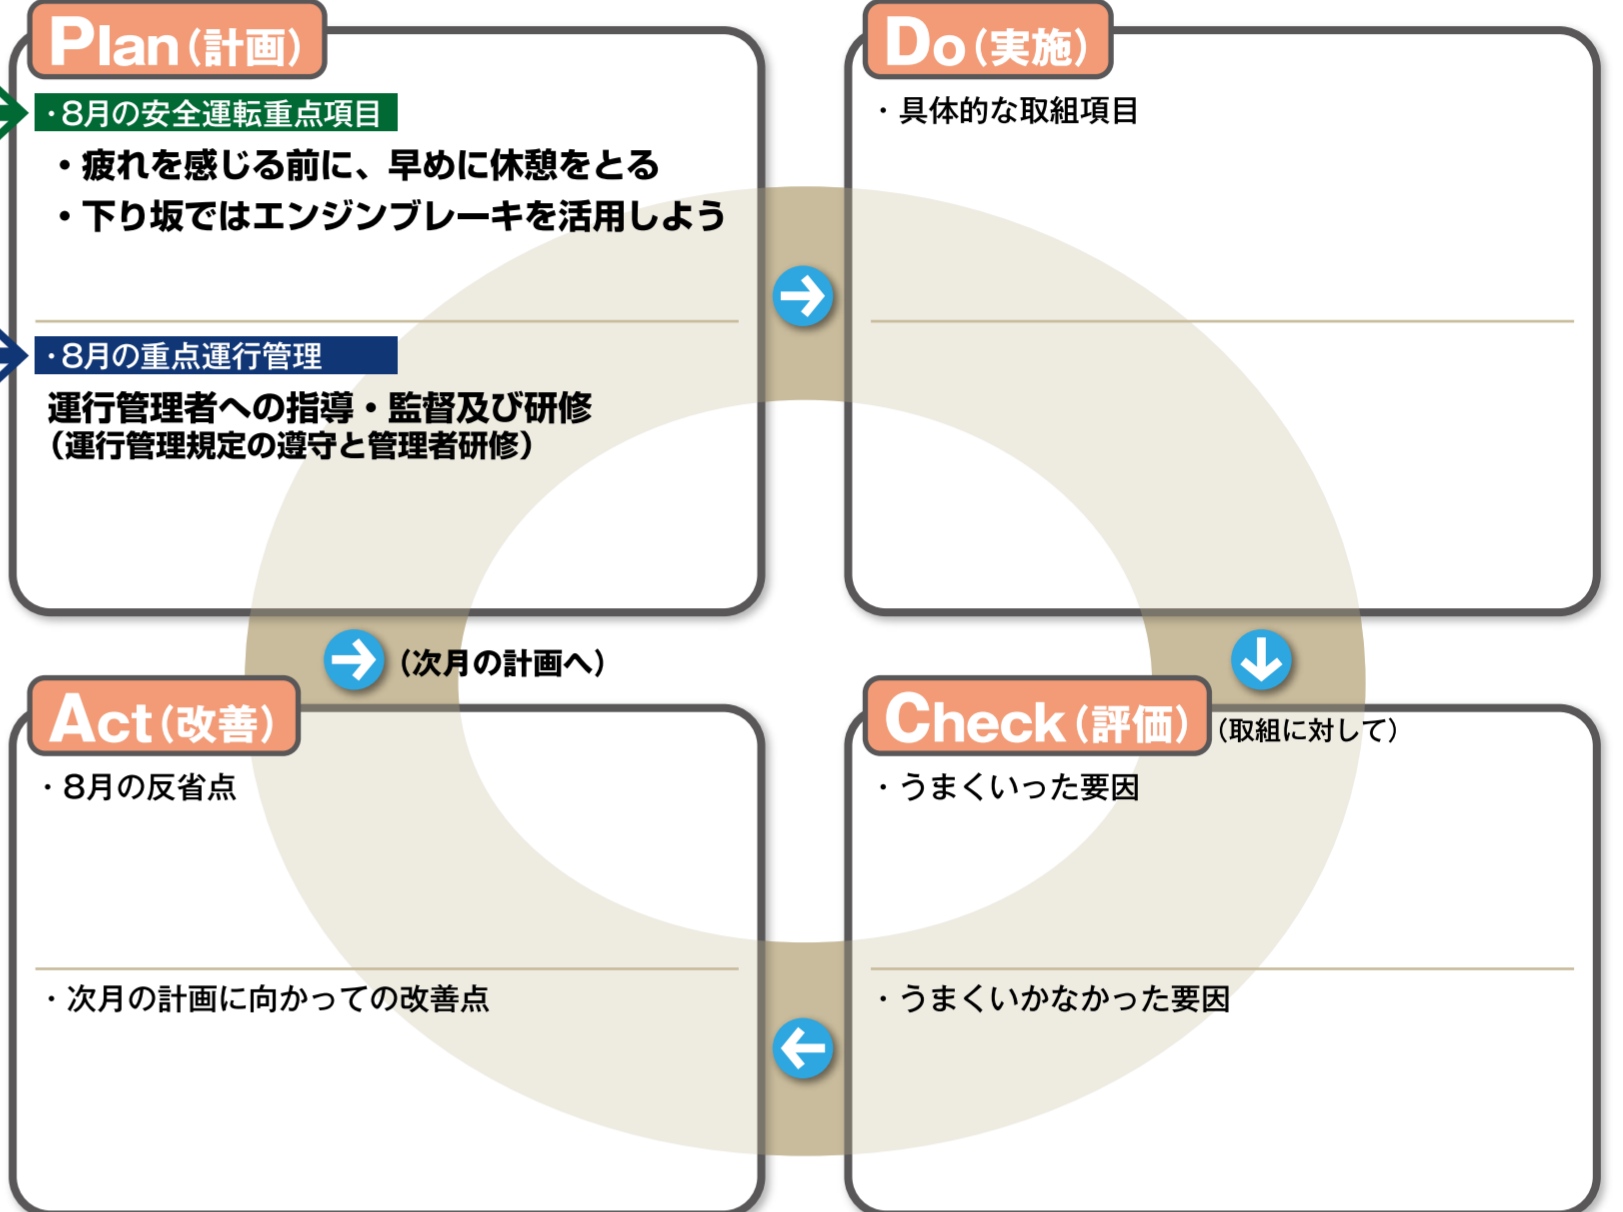 Plan（計画）
・8月の安全運転重点項目
・疲れを感じる前に、早めに休憩をとる
・下り坂ではエンジンブレーキを活用しよう
・8月の重点運行管理
運行管理者への指導・監督及び研修
（運行管理規定の遵守と管理者研修）
Do（実施）
・具体的な取組項目
（次月の計画へ）
Check（評価）（取組に対して）
・うまくいった要因
・うまくいかなかった要因
Act（改善）
・8月の反省点
・次月の計画に向かっての改善点